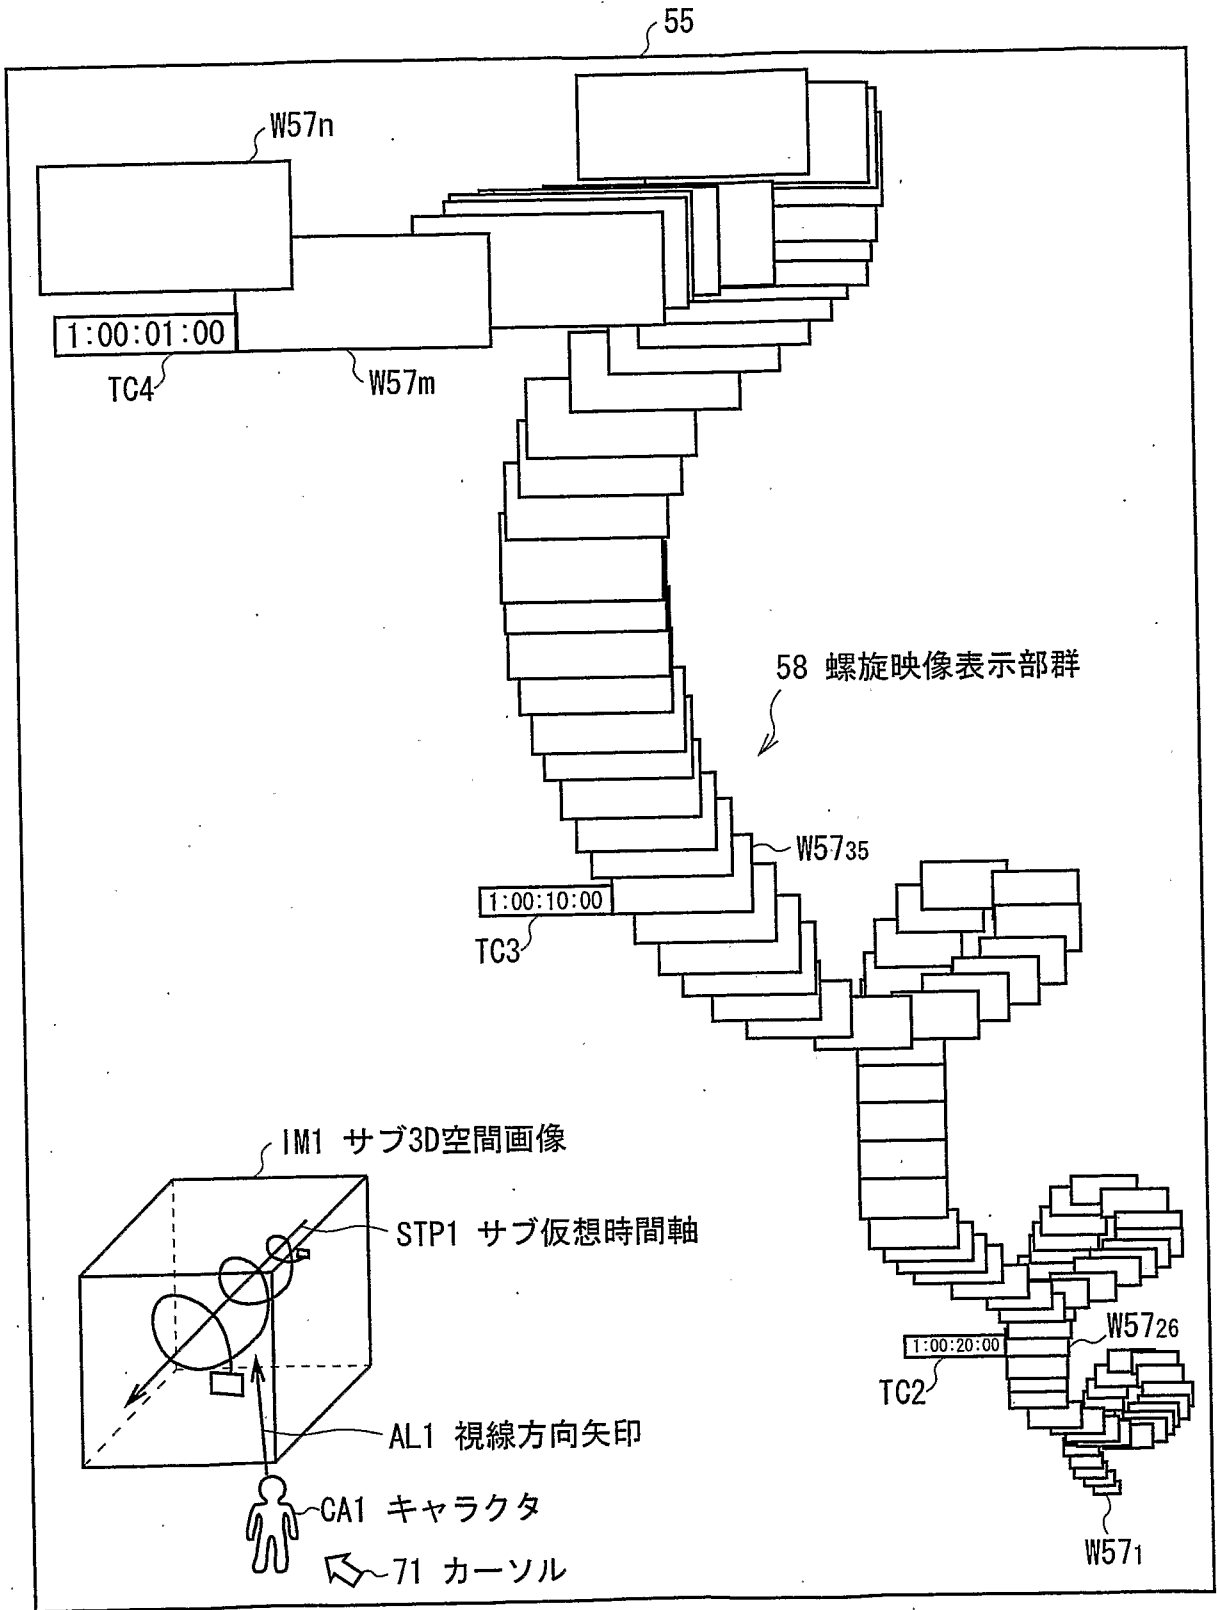 55
W57n
1:00:01:00
TC4
W57m
58 螺旋映像表示部群
W5735
1:00:10:00
TC3
IM1 サブ3D空間画像
STP1 サブ仮想時間軸
W5726
1:00:20:00
TC2
AL1 視線方向矢印
CA1 キャラクタ
W571
71 カーソル